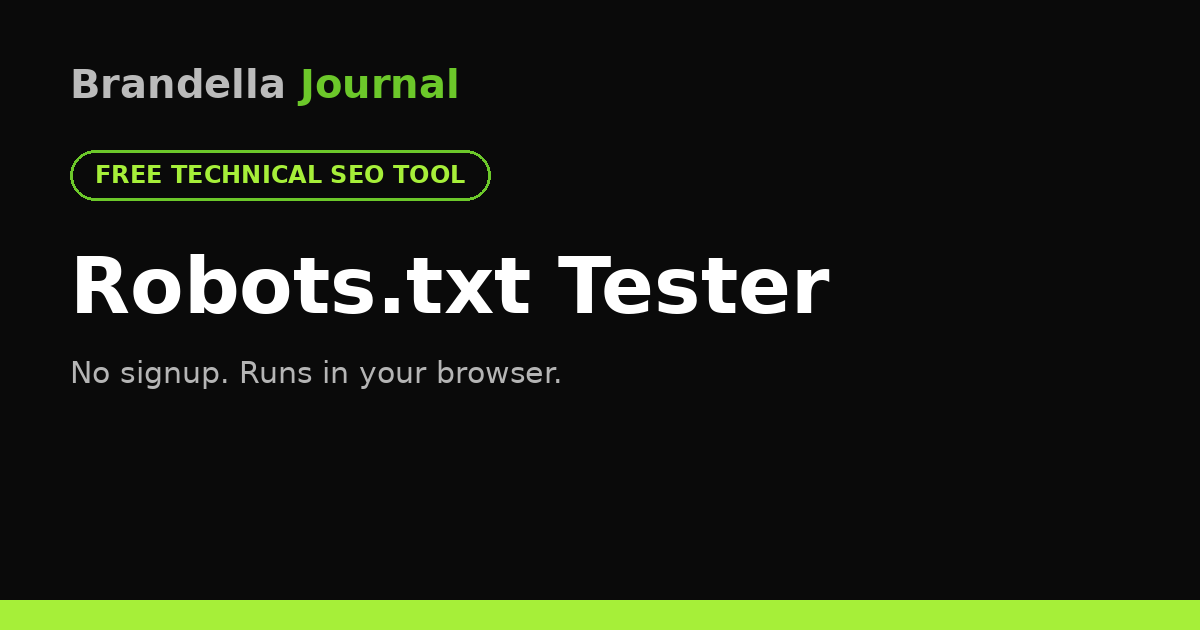 Brandella Journal
FREE TECHNICAL SEO TOOL
Robots.txt Tester
No signup. Runs in your browser.